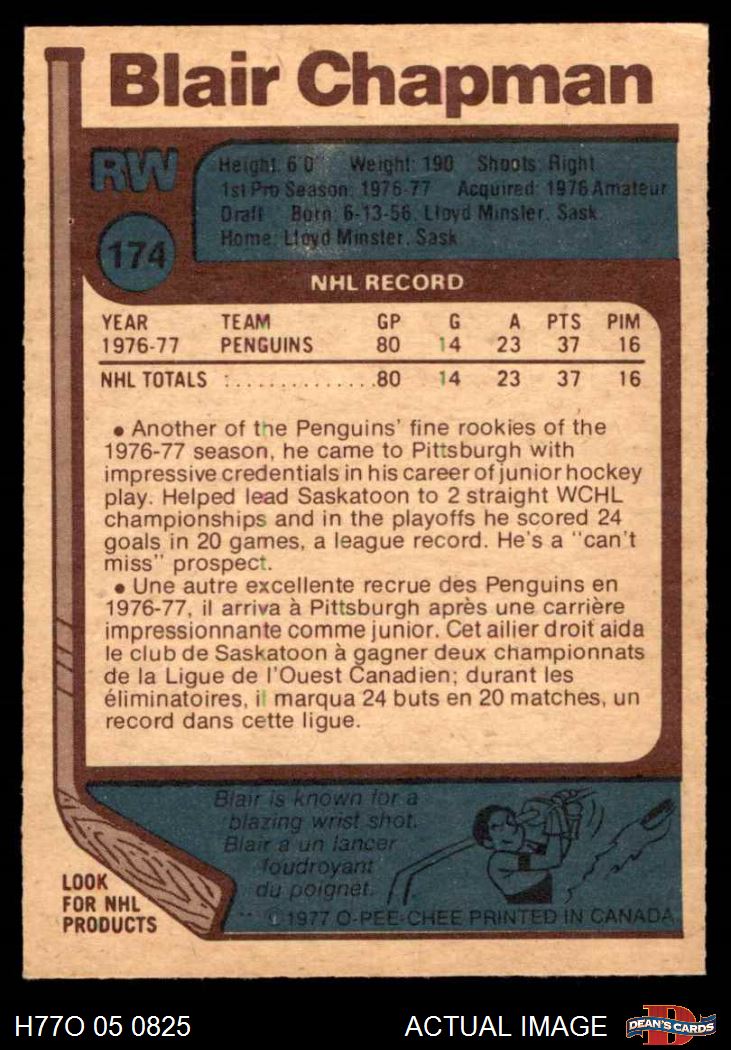 Blair Chapman
RW
Height: 6'0" Weight: 190 Shoots: Right
1st Pro Season: 1976-77 Acquired: 1976 Amateur
Draft Born: 6-13-56, Lloyd Minster, Sask.
Home: Lloyd Minster, Sask.
174
NHL RECORD
YEAR TEAM GP G A PTS PIM
1976-77 PENGUINS 80 14 23 37 16
NHL TOTALS :.............80 14 23 37 16
• Another of the Penguins' fine rookies of the
1976-77 season, he came to Pittsburgh with
impressive credentials in his career of junior hockey
play. Helped lead Saskatoon to 2 straight WCHL
championships and in the playoffs he scored 24
goals in 20 games, a league record. He's a "can't
miss" prospect.
• Une autre excellente recrue des Penguins en
1976-77, il arriva à Pittsburgh après une carrière
impressionnante comme junior. Cet ailier droit aida
le club de Saskatoon à gagner deux championnats
de la Ligue de l'Ouest Canadien; durant les
éliminatoires, il marqua 24 buts en 20 matches, un
record dans cette ligue.
Blair is known for a
blazing wrist shot.
Blair a un lancer
foudroyant
du poignet.
LOOK
FOR NHL
PRODUCTS
©1977 O-PEE-CHEE PRINTED IN CANADA
H77O 05 0825 ACTUAL IMAGE
DEAN'S CARDS